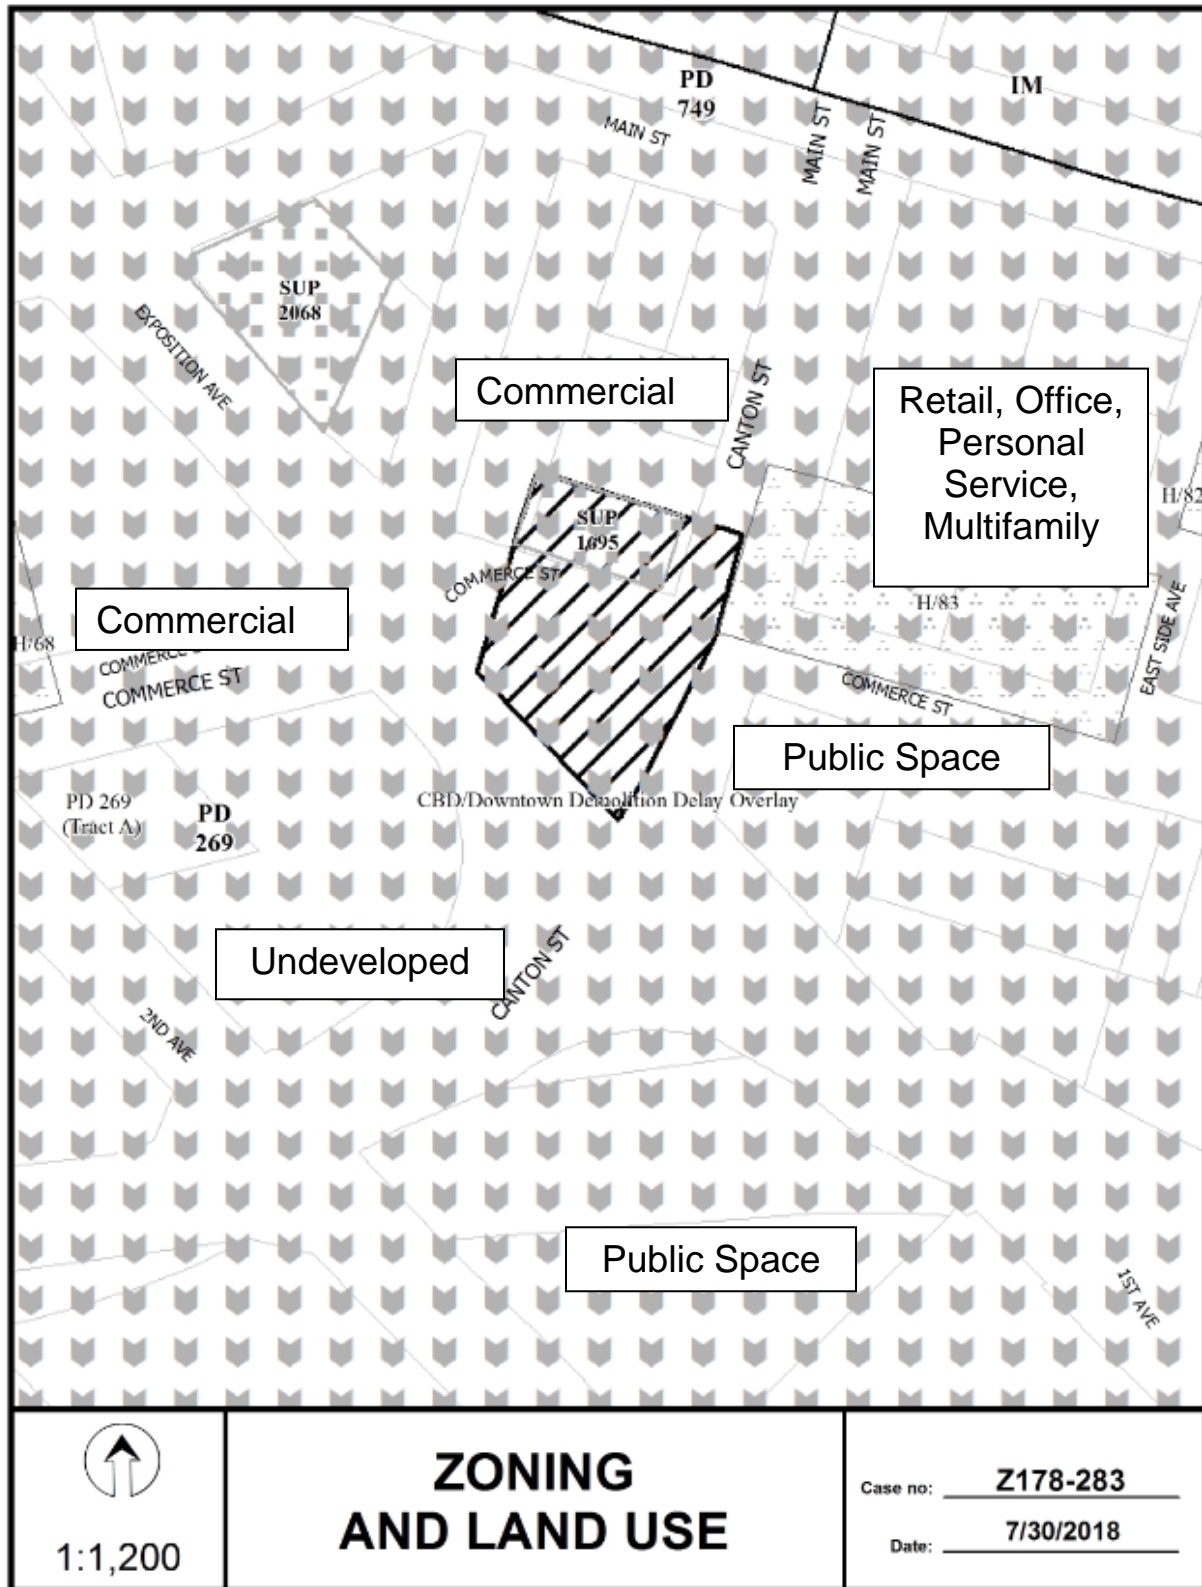 PD
749
IM
MAIN ST
MAIN ST
MAIN ST
SUP
2068
EXPOSITION AVE
Commercial
CANTON ST
Retail, Office,
Personal
Service,
Multifamily
H/82
SUP
1695
COMMERCE ST
H/83
Commercial
H/68
COMMERCE
COMMERCE ST
EAST SIDE AVE
COMMERCE ST
Public Space
CBD/Downtown Demolition Delay Overlay
PD 269
(Tract A)
PD
269
Undeveloped
CANTON ST
2ND AVE
Public Space
1ST AVE
1:1,200
ZONING
AND LAND USE
Case no: Z178-283
Date: 7/30/2018